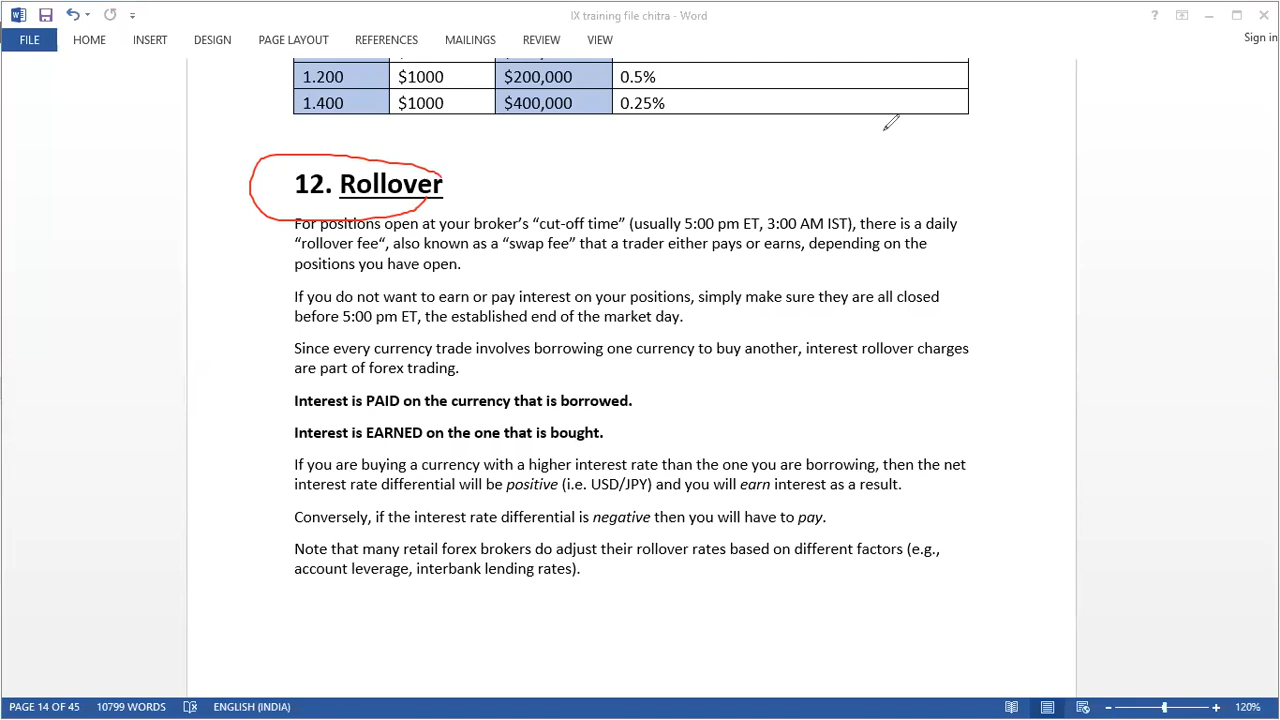 IX training file chitra - Word
?
Sign in
FILE HOME INSERT DESIGN PAGE LAYOUT REFERENCES MAILINGS REVIEW VIEW
1.200 $1000 $200,000 0.5%
1.400 $1000 $400,000 0.25%
12. Rollover
For positions open at your broker’s “cut-off time” (usually 5:00 pm ET, 3:00 AM IST), there is a daily
“rollover fee“, also known as a “swap fee” that a trader either pays or earns, depending on the
positions you have open.
If you do not want to earn or pay interest on your positions, simply make sure they are all closed
before 5:00 pm ET, the established end of the market day.
Since every currency trade involves borrowing one currency to buy another, interest rollover charges
are part of forex trading.
Interest is PAID on the currency that is borrowed.
Interest is EARNED on the one that is bought.
If you are buying a currency with a higher interest rate than the one you are borrowing, then the net
interest rate differential will be positive (i.e. USD/JPY) and you will earn interest as a result.
Conversely, if the interest rate differential is negative then you will have to pay.
Note that many retail forex brokers do adjust their rollover rates based on different factors (e.g.,
account leverage, interbank lending rates).
PAGE 14 OF 45 10799 WORDS ENGLISH (INDIA) 120%